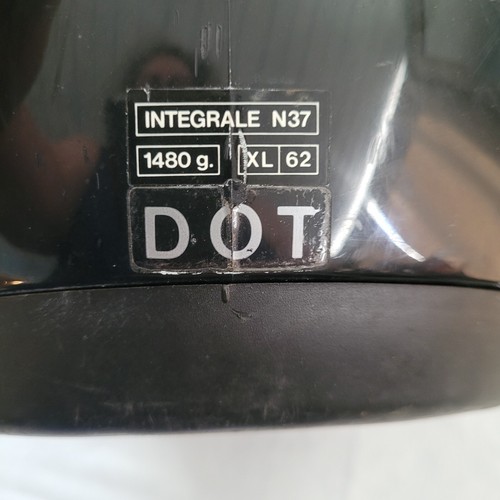 INTEGRALE N37
1480 g. XL 62
DOT